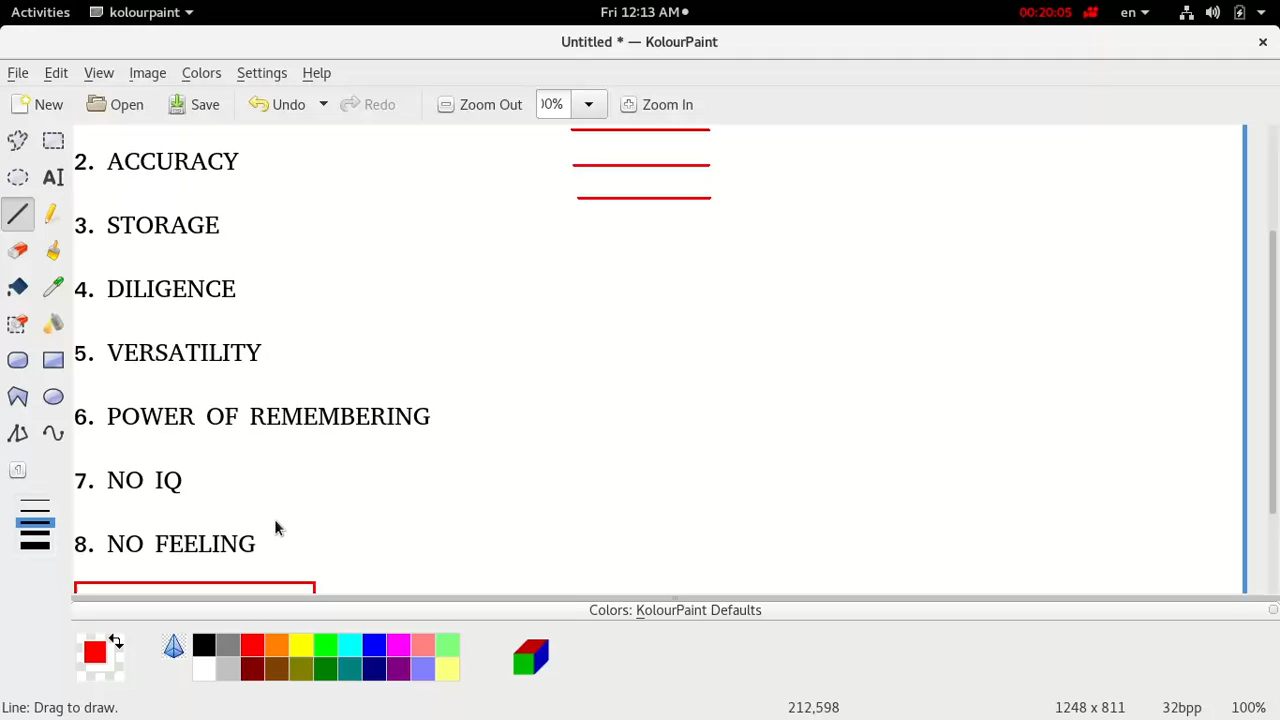 Activities kolourpaint Fri 12:13 AM 00:20:05 en
Untitled * — KolourPaint
File Edit View Image Colors Settings Help
New Open Save Undo Redo Zoom Out 00% Zoom In
2. ACCURACY
3. STORAGE
4. DILIGENCE
5. VERSATILITY
6. POWER OF REMEMBERING
7. NO IQ
8. NO FEELING
Colors: KolourPaint Defaults
Line: Drag to draw. 212,598 1248 x 811 32bpp 100%